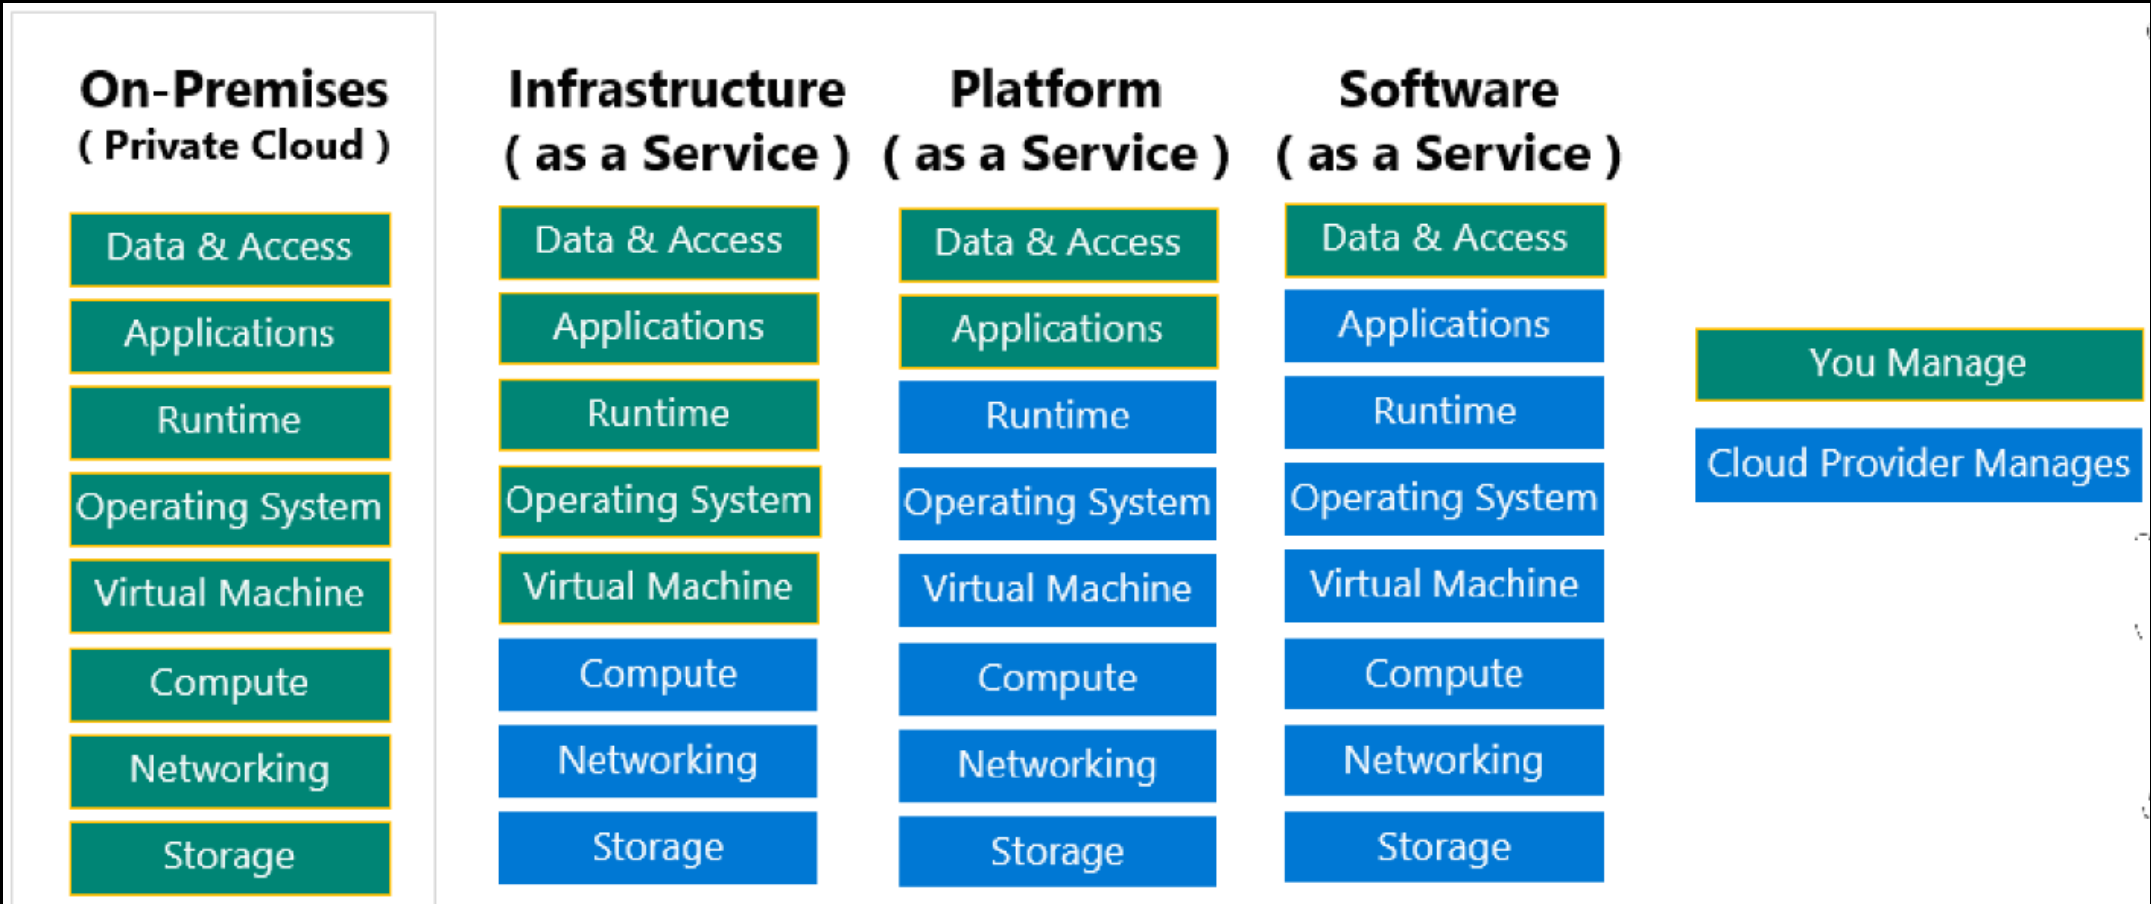 On-Premises
( Private Cloud )
Data & Access
Applications
Runtime
Operating System
Virtual Machine
Compute
Networking
Storage
Infrastructure
( as a Service )
Data & Access
Applications
Runtime
Operating System
Virtual Machine
Compute
Networking
Storage
Platform
( as a Service )
Data & Access
Applications
Runtime
Operating System
Virtual Machine
Compute
Networking
Storage
Software
( as a Service )
Data & Access
Applications
Runtime
Operating System
Virtual Machine
Compute
Networking
Storage
You Manage
Cloud Provider Manages